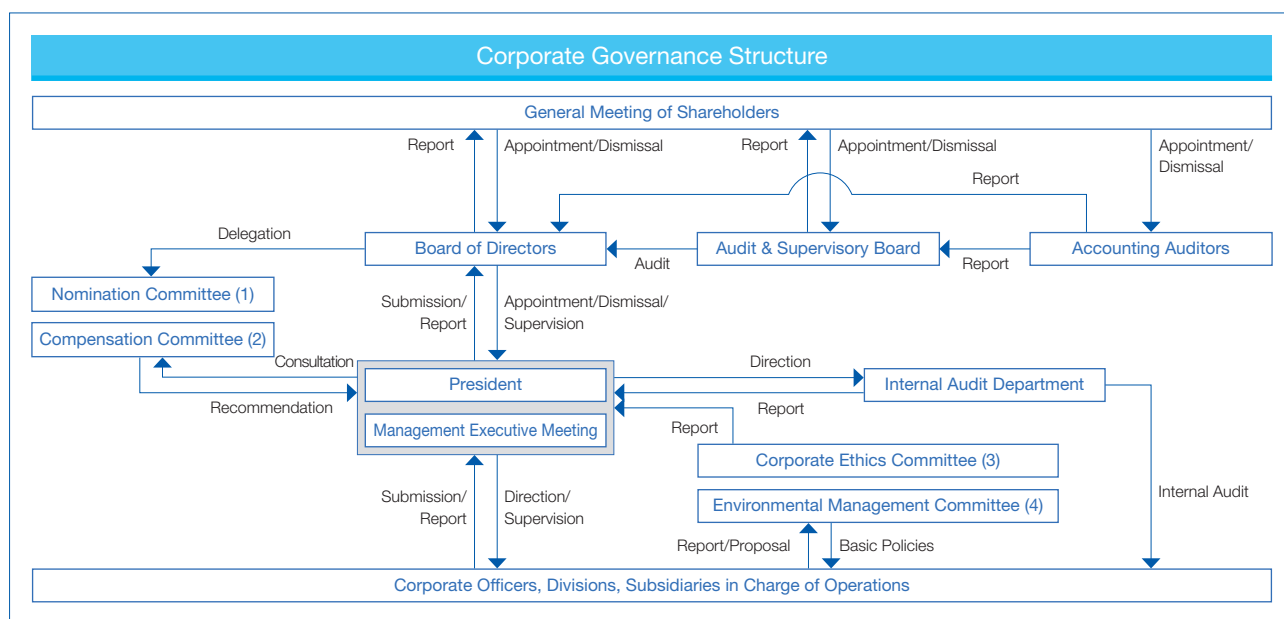 Corporate Governance Structure
General Meeting of Shareholders
Report
Appointment/Dismissal
Report
Appointment/Dismissal
Appointment/
Dismissal
Report
Delegation
Board of Directors
Audit
Audit & Supervisory Board
Report
Accounting Auditors
Nomination Committee (1)
Submission/
Report
Appointment/Dismissal/
Supervision
Compensation Committee (2)
Consultation
Recommendation
President
Management Executive Meeting
Direction
Report
Internal Audit Department
Report
Corporate Ethics Committee (3)
Submission/
Report
Direction/
Supervision
Environmental Management Committee (4)
Internal Audit
Report/Proposal
Basic Policies
Corporate Officers, Divisions, Subsidiaries in Charge of Operations